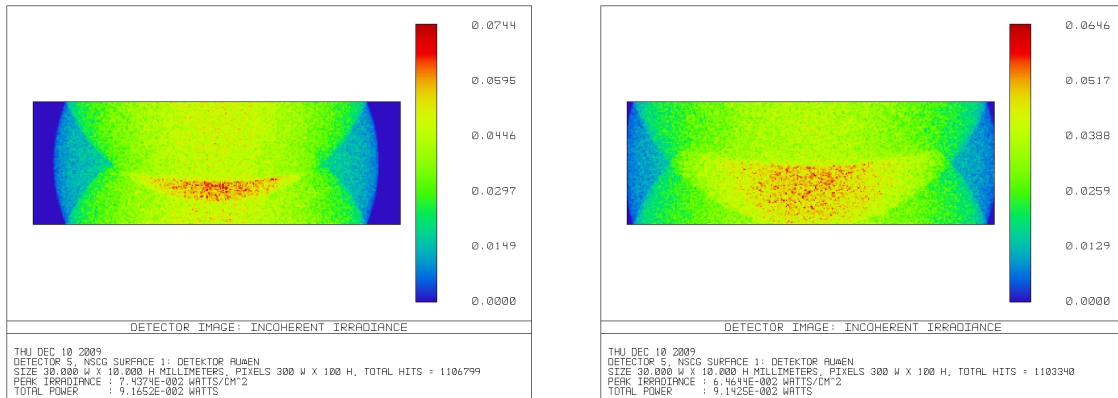 0.0744
0.0595
0.0446
0.0297
0.0149
0.0000
DETECTOR IMAGE: INCOHERENT IRRADIANCE
THU DEC 10 2009
DETECTOR 5, NSCG SURFACE 1: DETEKTOR
SIZE 30.000 W X 10.000 H MILLIMETERS, PIXELS 300 W X 100 H, TOTAL HITS = 1106799
PEAK IRRADIANCE : 7.4374E-002 WATTS/CM^2
TOTAL POWER : 9.1652E-002 WATTS
0.0646
0.0517
0.0388
0.0259
0.0129
0.0000
DETECTOR IMAGE: INCOHERENT IRRADIANCE
THU DEC 10 2009
DETECTOR 5, NSCG SURFACE 1: DETEKTOR
SIZE 30.000 W X 10.000 H MILLIMETERS, PIXELS 300 W X 100 H, TOTAL HITS = 1103340
PEAK IRRADIANCE : 6.4644E-002 WATTS/CM^2
TOTAL POWER : 9.1425E-002 WATTS